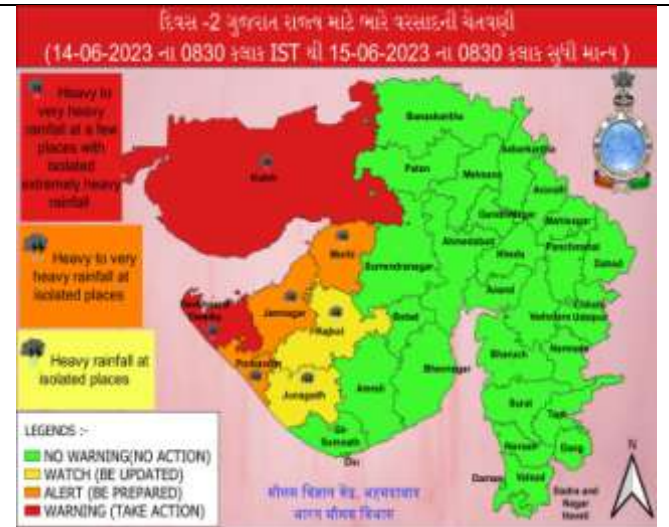 દિવસ -2 ગુજરાત રાજ્ય માટે ભારે વરસાદની ચેતવણી
(14-06-2023 ના 0830 કલાક IST થી 15-06-2023 ના 0830 કલાક સુધી માન્ય )
Heavy to
very heavy
rainfall at a few
places with
isolated
extremely heavy
rainfall
Heavy to very
heavy rainfall at
isolated places
Heavy rainfall at
isolated places
Banaskantha
Patan
Mehsana
Sabarkantha
Aravalli
Kutch
Gandhinagar
Mahisagar
Morbi
Surendranagar
Ahmedabad
Kheda
Panchmahal
Dahod
Jamnagar
Rajkot
Botad
Anand
Vadodara
Chhota
Udepur
Porbandar
Junagadh
Amreli
Bhavnagar
Bharuch
Narmada
Gir
Somnath
Diu
Surat
Tapi
Navsari
Dang
Daman
Valsad
Dadra and
Nagar
Haveli
N
LEGENDS :-
NO WARNING(NO ACTION)
WATCH (BE UPDATED)
ALERT (BE PREPARED)
WARNING (TAKE ACTION)
मौसम विज्ञान केंद्र, अहमदाबाद
भारत मौसम विभाग